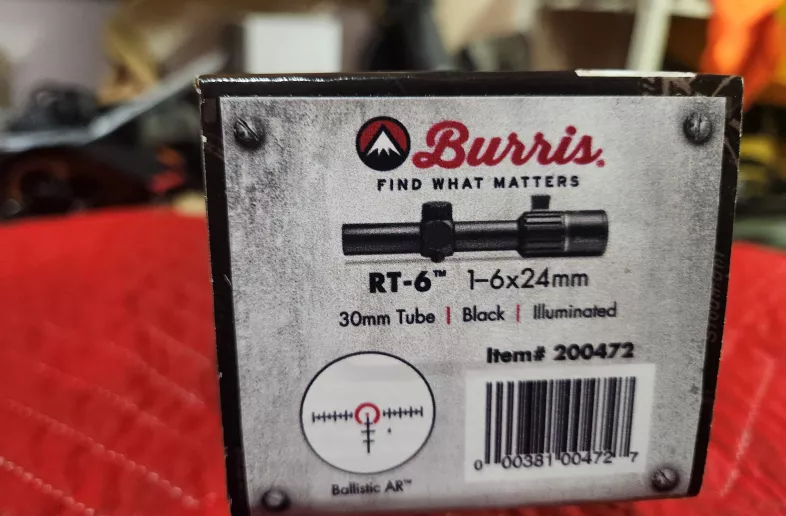 Burris.
FIND WHAT MATTERS
RT-6™ 1-6x24mm
30mm Tube | Black | Illuminated
Item# 200472
0 00381 00472 7
Ballistic AR™